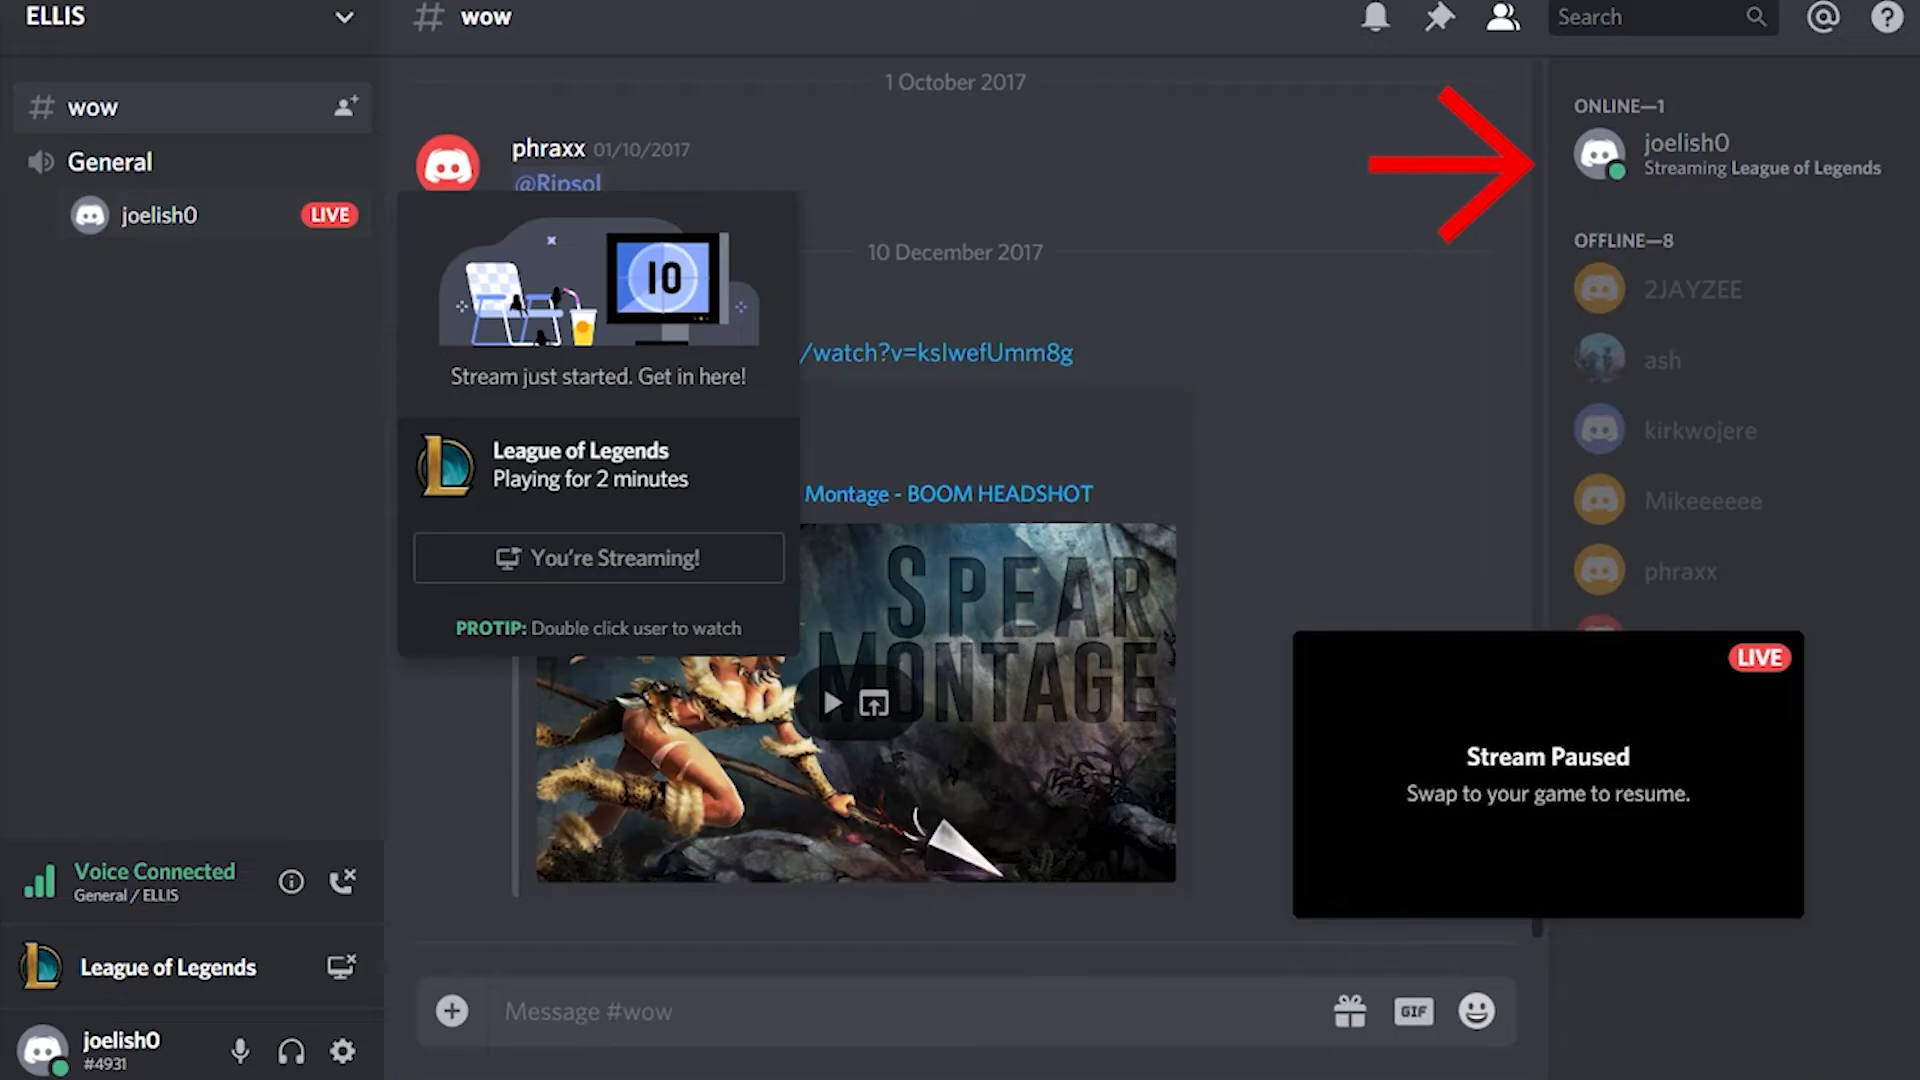 ELLIS
wow
Search
wow
General
joelish0
LIVE
1 October 2017
phraxx 01/10/2017
@Ripsol
10 December 2017
/watch?v=kslwefUmm8g
10
Stream just started. Get in here!
League of Legends
Playing for 2 minutes
You're Streaming!
PROTIP: Double click user to watch
Montage - BOOM HEADSHOT
SPEAR
MONTAGE
ONLINE—1
joelish0
Streaming League of Legends
OFFLINE—8
2JAYZEE
ash
kirkwojere
Mikeeeeee
phraxx
LIVE
Stream Paused
Swap to your game to resume.
Voice Connected
General / ELLIS
League of Legends
joelish0
#4931
Message #wow
GIF